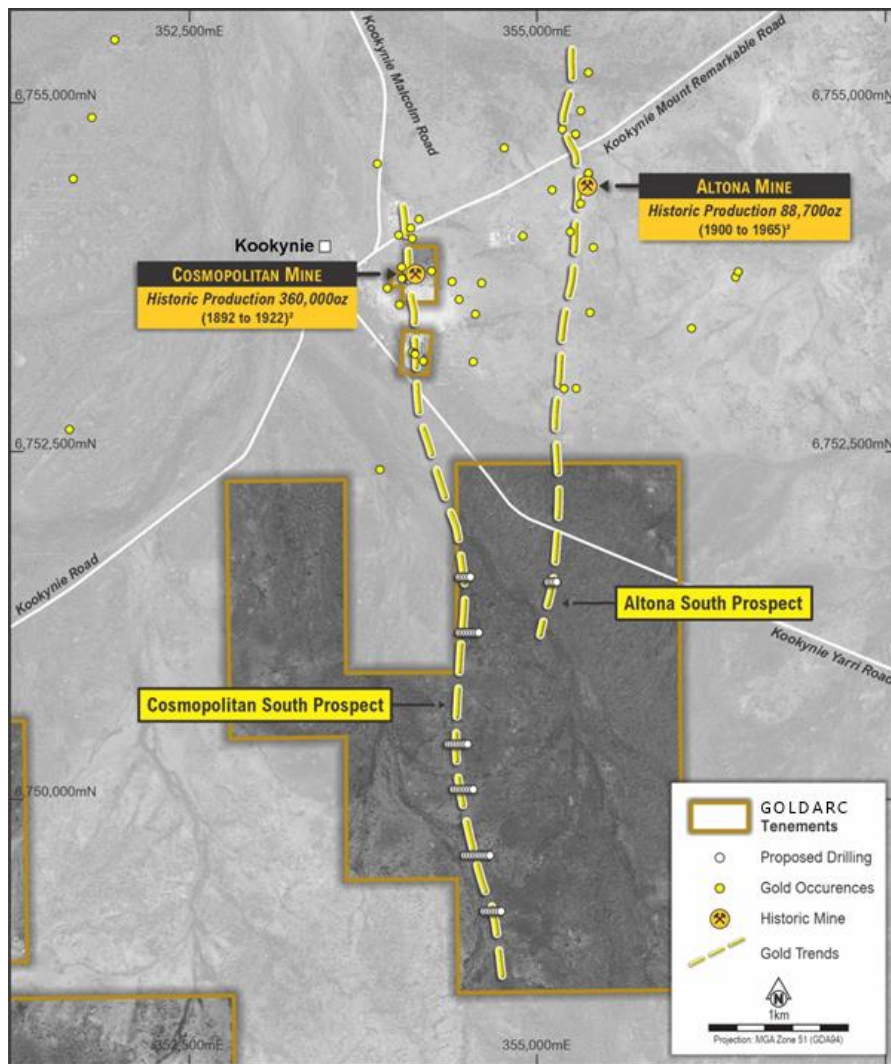 352,500mE
355,000mE
6,755,000mN
6,755,000mN
Kookynie Malcolm Road
Kookynie Mount Remarkable Road
ALTONA MINE
Historic Production 88,700oz
(1900 to 1965)²
Kookynie
COSMOPOLITAN MINE
Historic Production 360,000oz
(1892 to 1922)²
6,752,500mN
6,752,500mN
Kookynie Road
Altona South Prospect
Kookynie Yarri Road
Cosmopolitan South Prospect
6,750,000mN
GOLDARC
Tenements
Proposed Drilling
Gold Occurences
Historic Mine
Gold Trends
N
1km
Projection: MGA Zone 51 (GDA94)
352,500mE
355,000mE